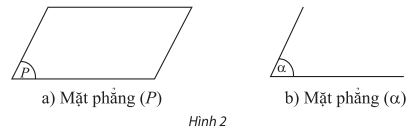 P
α
a) Mặt phẳng (P)
b) Mặt phẳng (α)
Hình 2